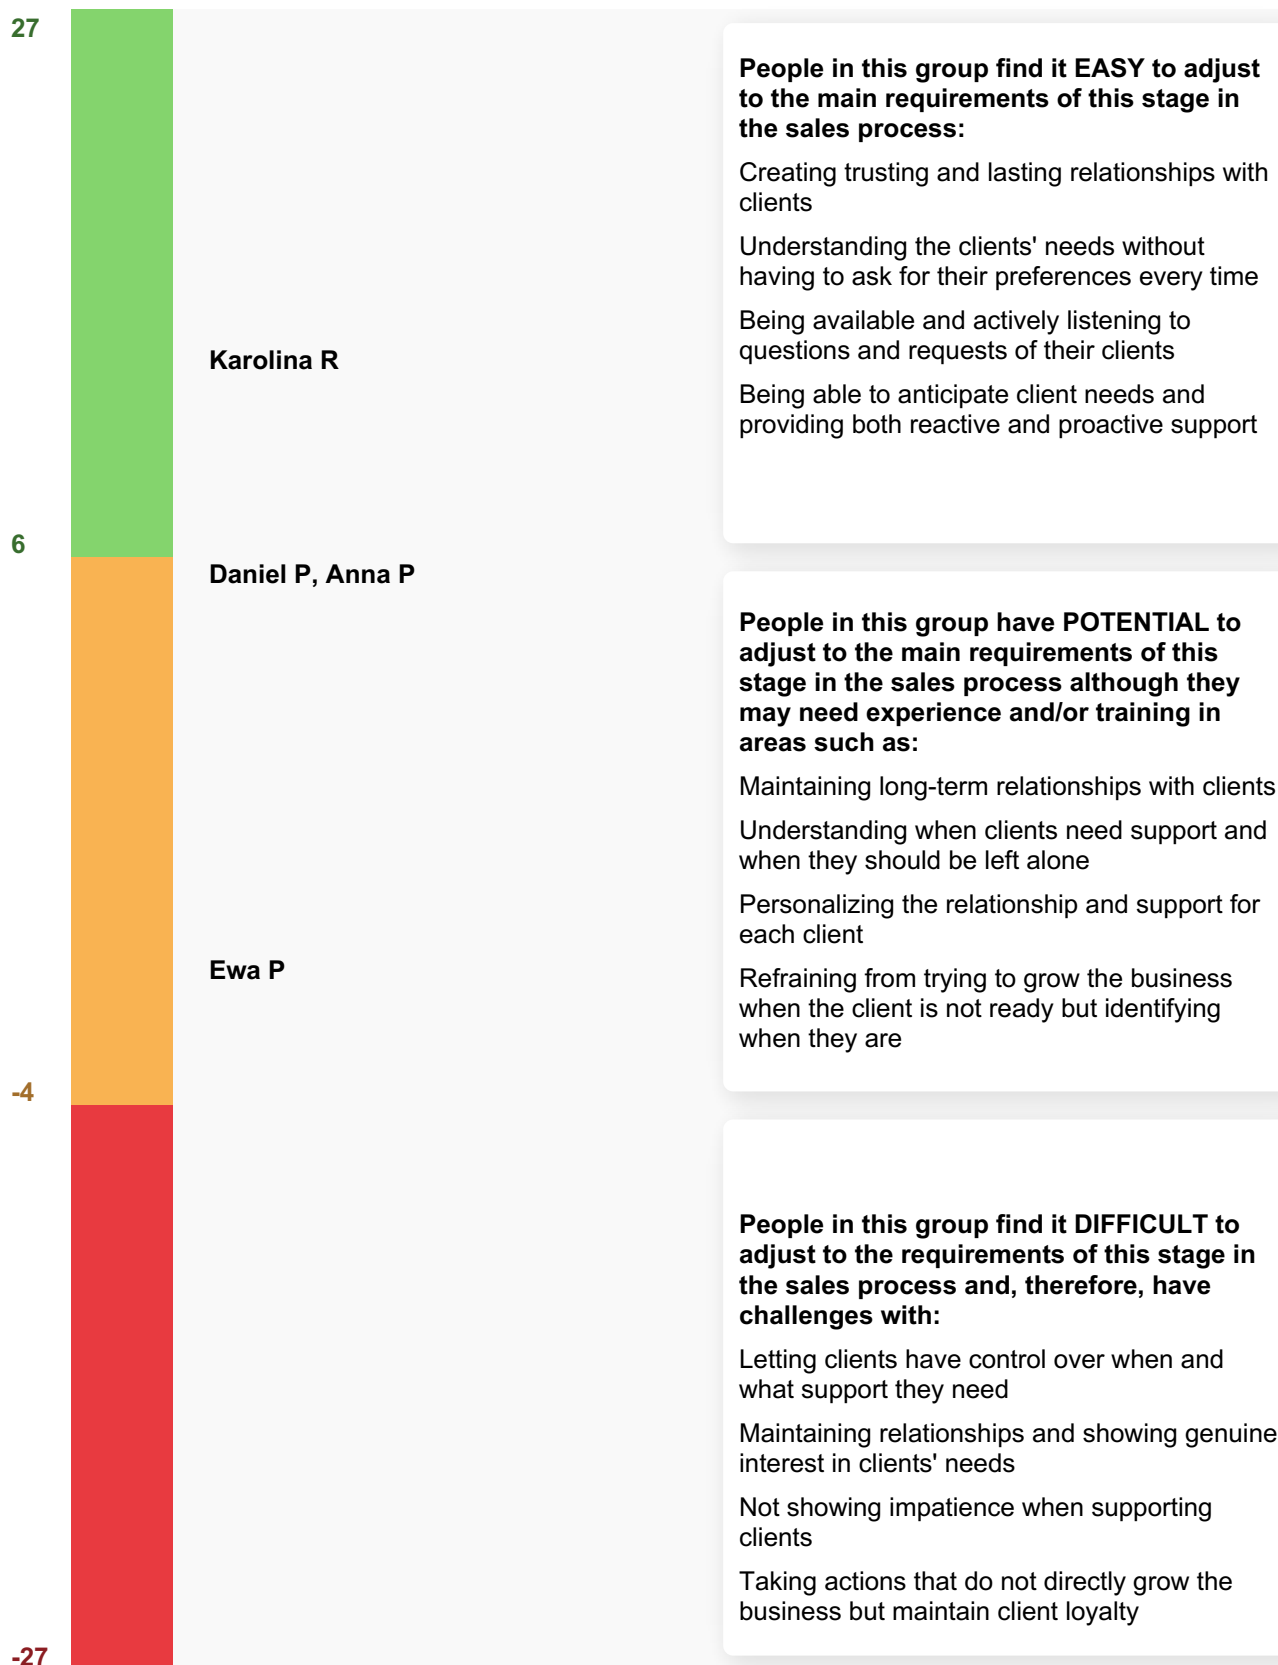 27
People in this group find it EASY to adjust
to the main requirements of this stage in
the sales process:
Creating trusting and lasting relationships with
clients
Understanding the clients' needs without
having to ask for their preferences every time
Being available and actively listening to
questions and requests of their clients
Karolina R
Being able to anticipate client needs and
providing both reactive and proactive support
6
Daniel P, Anna P
People in this group have POTENTIAL to
adjust to the main requirements of this
stage in the sales process although they
may need experience and/or training in
areas such as:
Maintaining long-term relationships with clients
Understanding when clients need support and
when they should be left alone
Personalizing the relationship and support for
each client
Ewa P
Refraining from trying to grow the business
when the client is not ready but identifying
when they are
-4
People in this group find it DIFFICULT to
adjust to the requirements of this stage in
the sales process and, therefore, have
challenges with:
Letting clients have control over when and
what support they need
Maintaining relationships and showing genuine
interest in clients' needs
Not showing impatience when supporting
clients
Taking actions that do not directly grow the
business but maintain client loyalty
-27